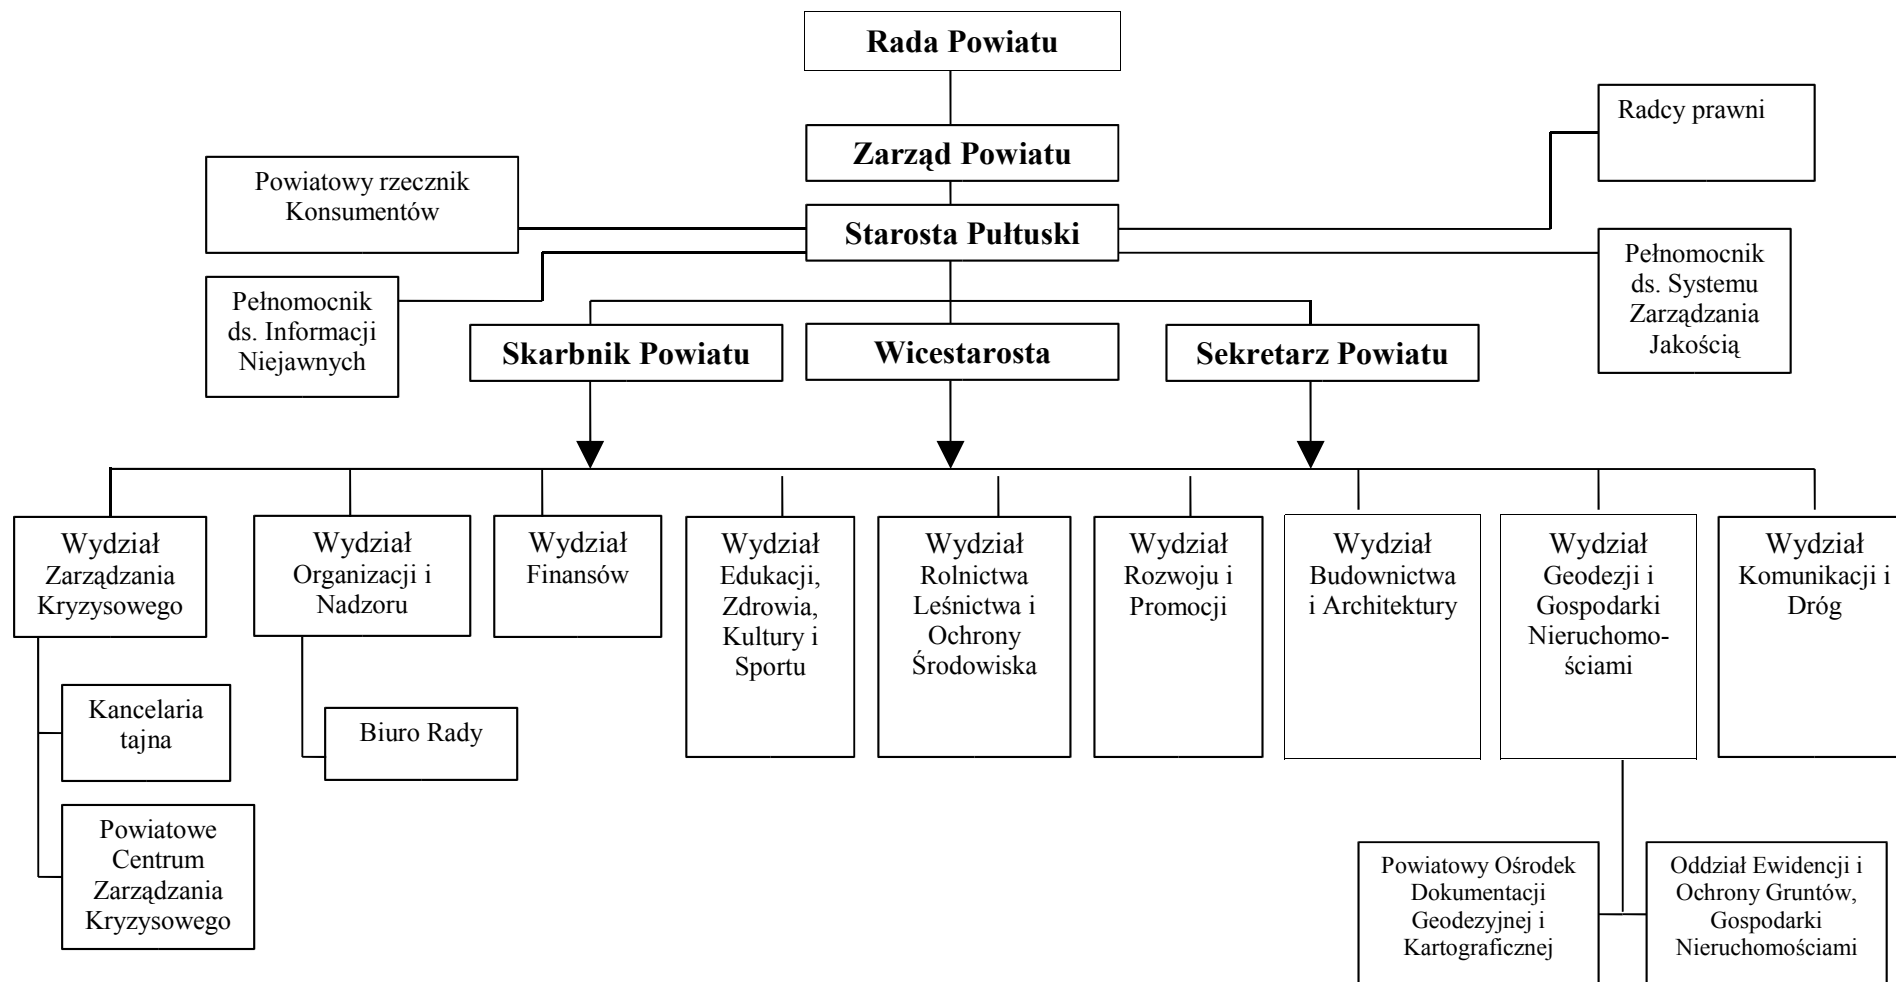 Rada Powiatu
Radcy prawni
Zarząd Powiatu
Powiatowy rzecznik
Konsumentów
Starosta Pułtuski
Pełnomocnik
ds. Systemu
Zarządzania
Jakością
Pełnomocnik
ds. Informacji
Niejawnych
Skarbnik Powiatu
Wicestarosta
Sekretarz Powiatu
Wydział
Zarządzania
Kryzysowego
Wydział
Organizacji i
Nadzoru
Wydział
Finansów
Wydział
Edukacji,
Zdrowia,
Kultury i
Sportu
Wydział
Rolnictwa
Leśnictwa i
Ochrony
Środowiska
Wydział
Rozwoju i
Promocji
Wydział
Budownictwa
i Architektury
Wydział
Geodezji i
Gospodarki
Nieruchomo-
ściami
Wydział
Komunikacji i
Dróg
Kancelaria
tajna
Biuro Rady
Powiatowe
Centrum
Zarządzania
Kryzysowego
Powiatowy Ośrodek
Dokumentacji
Geodezyjnej i
Kartograficznej
Oddział Ewidencji i
Ochrony Gruntów,
Gospodarki
Nieruchomościami